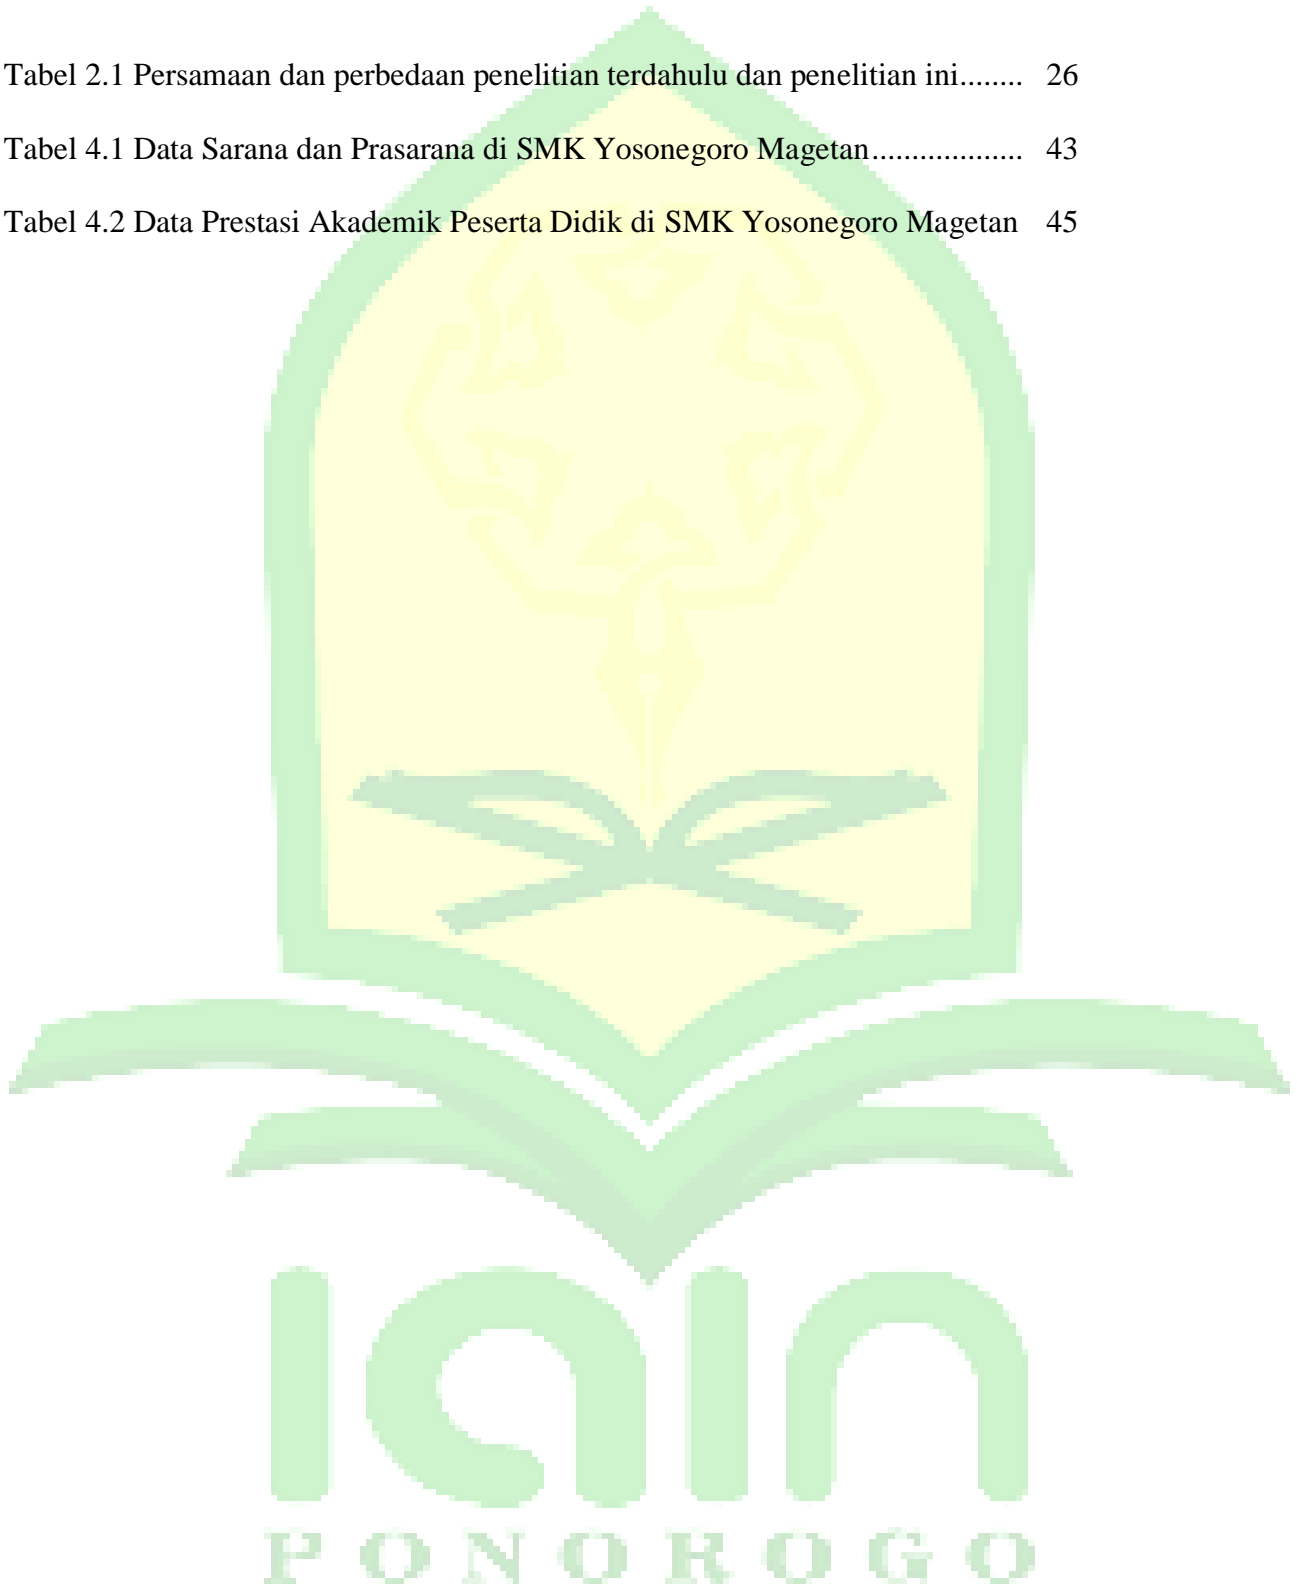 Tabel 2.1 Persamaan dan perbedaan penelitian terdahulu dan penelitian ini........ 26
Tabel 4.1 Data Sarana dan Prasarana di SMK Yosonegoro Magetan................... 43
Tabel 4.2 Data Prestasi Akademik Peserta Didik di SMK Yosonegoro Magetan 45
iain
PONOROGO